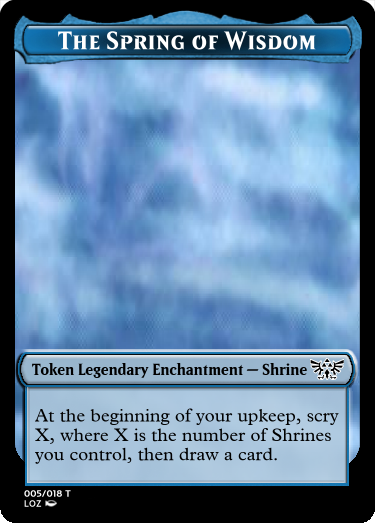 The Spring of Wisdom
Token Legendary Enchantment — Shrine
At the beginning of your upkeep, scry
X, where X is the number of Shrines
you control, then draw a card.
005/018 T
LOZ